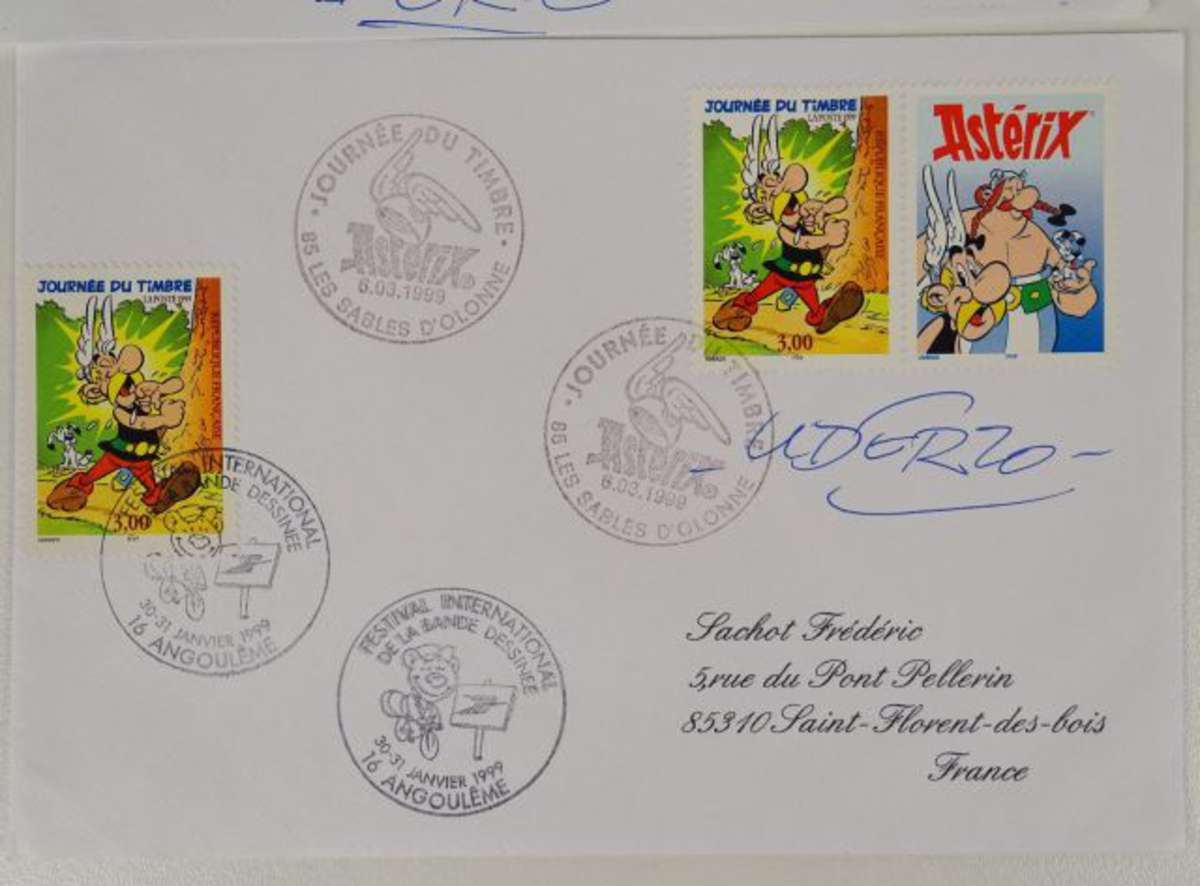 JOURNÉE DU TIMBRE
LA POSTE 1999
RÉPUBLIQUE FRANÇAISE
3,00
Astérix
· JOURNÉE DU TIMBRE ·
Astérix
6.03.1999
85 LES SABLES D'OLONNE
JOURNÉE DU TIMBRE
LA POSTE 1999
RÉPUBLIQUE FRANÇAISE
3,00
· JOURNÉE DU TIMBRE
Astérix
6.03.1999
85 LES SABLES D'OLONNE
- UDERZO -
INTERNATIONAL
BANDE DESSINÉE
30-31 JANVIER 1999
16 ANGOULÊME
FESTIVAL INTERNATIONAL
DE LA BANDE DESSINÉE
30-31 JANVIER 1999
16 ANGOULÊME
Sachot Frédéric
5,rue du Pont Pellerin
85310 Saint-Florent-des-bois
France